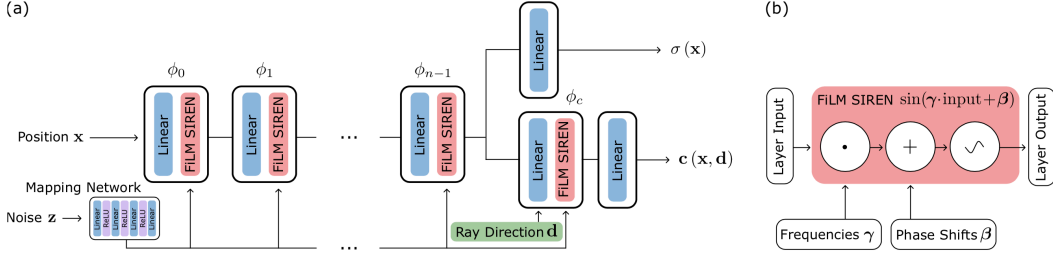 (a)
ϕ₀
Linear
FiLM SIREN
ϕ₁
Linear
FiLM SIREN
...
ϕₙ₋₁
Linear
FiLM SIREN
Linear
σ (x)
ϕ_c
Linear
FiLM SIREN
Linear
c (x, d)
Position x
Mapping Network
Noise z
Linear
ReLU
Linear
ReLU
Linear
ReLU
Linear
...
Ray Direction d
(b)
Layer Input
FiLM SIREN sin(γ·input+β)
·
+
Layer Output
Frequencies γ
Phase Shifts β